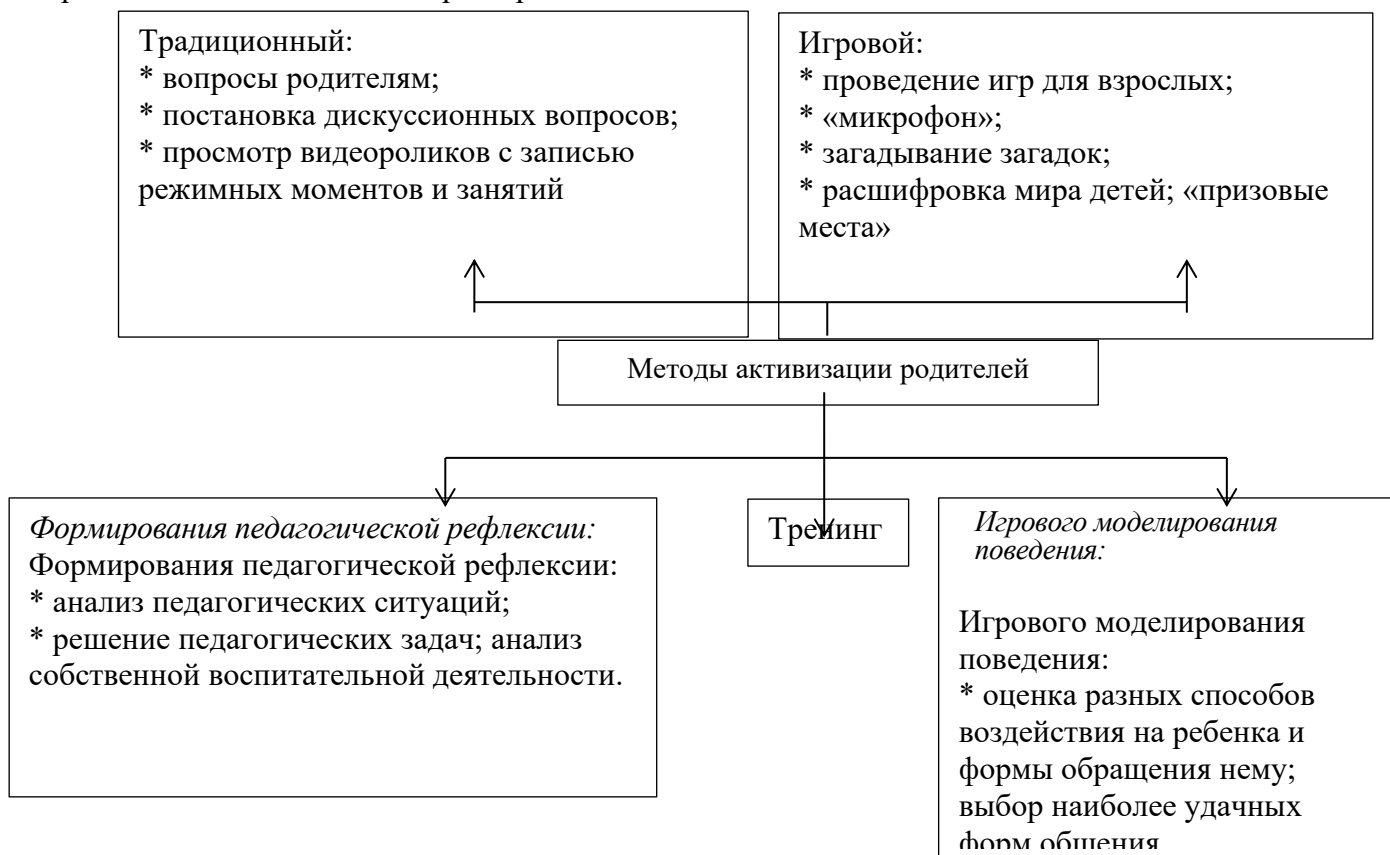 Традиционный:
* вопросы родителям;
* постановка дискуссионных вопросов;
* просмотр видеороликов с записью
режимных моментов и занятий
Игровой:
* проведение игр для взрослых;
* «микрофон»;
* загадывание загадок;
* расшифровка мира детей; «призовые
места»
Методы активизации родителей
Формирования педагогической рефлексии:
Формирования педагогической рефлексии:
* анализ педагогических ситуаций;
* решение педагогических задач; анализ
собственной воспитательной деятельности.
Тренинг
Игрового моделирования
поведения:
Игрового моделирования
поведения:
* оценка разных способов
воздействия на ребенка и
формы обращения нему;
выбор наиболее удачных
форм общения